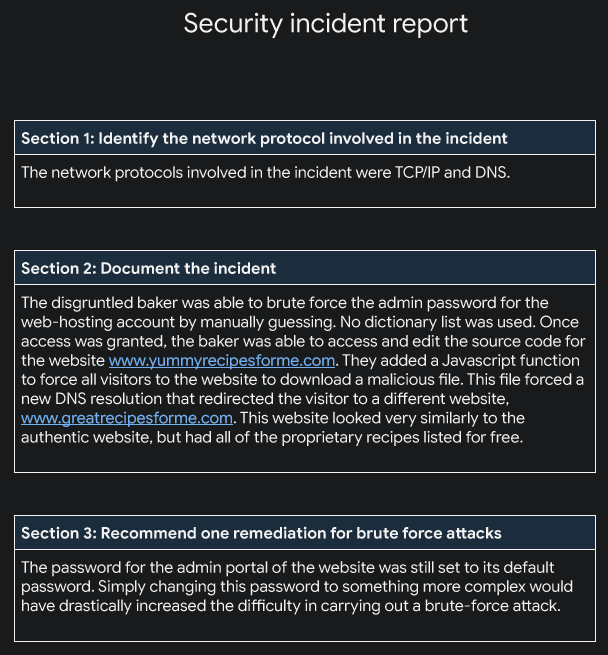 Security incident report
Section 1: Identify the network protocol involved in the incident
The network protocols involved in the incident were TCP/IP and DNS.
Section 2: Document the incident
The disgruntled baker was able to brute force the admin password for the
web-hosting account by manually guessing. No dictionary list was used. Once
access was granted, the baker was able to access and edit the source code for
the website www.yummyrecipesforme.com. They added a Javascript function
to force all visitors to the website to download a malicious file. This file forced a
new DNS resolution that redirected the visitor to a different website,
www.greatrecipesforme.com. This website looked very similarly to the
authentic website, but had all of the proprietary recipes listed for free.
Section 3: Recommend one remediation for brute force attacks
The password for the admin portal of the website was still set to its default
password. Simply changing this password to something more complex would
have drastically increased the difficulty in carrying out a brute-force attack.